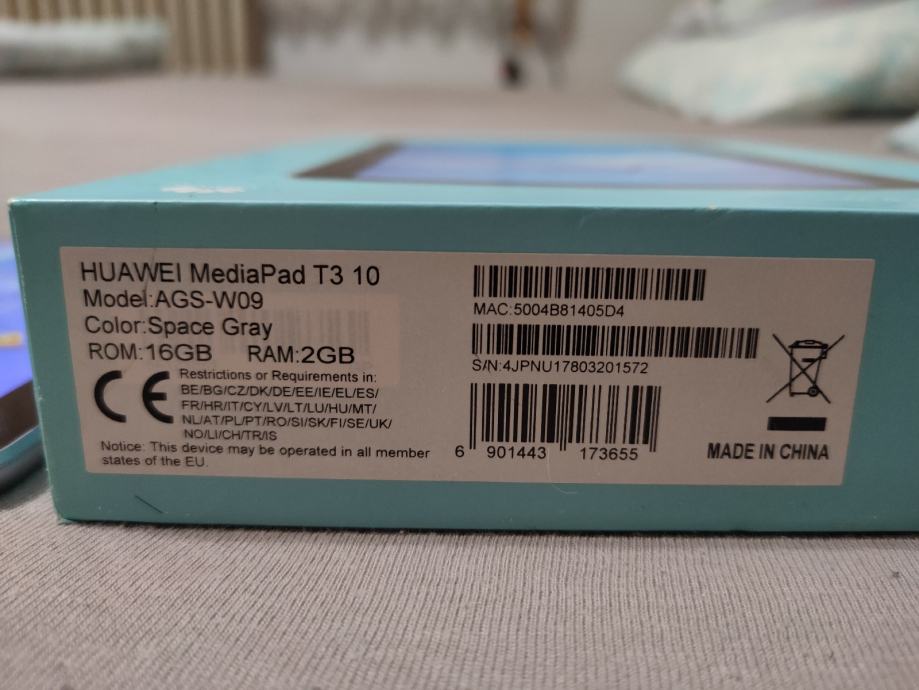 HUAWEI MediaPad T3 10
Model:AGS-W09
Color:Space Gray
ROM:16GB RAM:2GB
CE
Restrictions or Requirements in:
BE/BG/CZ/DK/DE/EE/IE/EL/ES/
FR/HR/IT/CY/LV/LT/LU/HU/MT/
NL/AT/PL/PT/RO/SI/SK/FI/SE/UK/
NO/LI/CH/TR/IS
Notice: This device may be operated in all member
states of the EU.
MAC:5004B81405D4
S/N:4JPNU17803201572
6 901443 173655
MADE IN CHINA